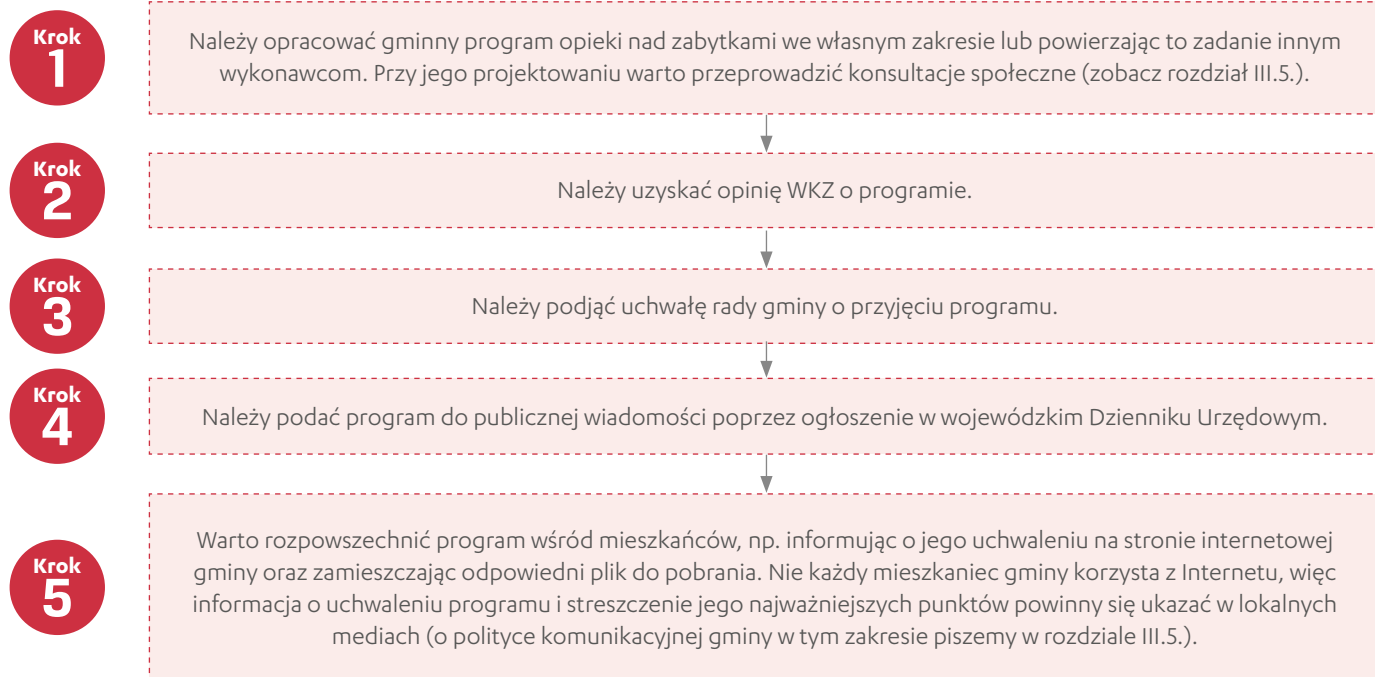 Krok
1
Należy opracować gminny program opieki nad zabytkami we własnym zakresie lub powierzając to zadanie innym
wykonawcom. Przy jego projektowaniu warto przeprowadzić konsultacje społeczne (zobacz rozdział III.5.).
Krok
2
Należy uzyskać opinię WKZ o programie.
Krok
3
Należy podjąć uchwałę rady gminy o przyjęciu programu.
Krok
4
Należy podać program do publicznej wiadomości poprzez ogłoszenie w wojewódzkim Dzienniku Urzędowym.
Krok
5
Warto rozpowszechnić program wśród mieszkańców, np. informując o jego uchwaleniu na stronie internetowej
gminy oraz zamieszczając odpowiedni plik do pobrania. Nie każdy mieszkaniec gminy korzysta z Internetu, więc
informacja o uchwaleniu programu i streszczenie jego najważniejszych punktów powinny się ukazać w lokalnych
mediach (o polityce komunikacyjnej gminy w tym zakresie piszemy w rozdziale III.5.).